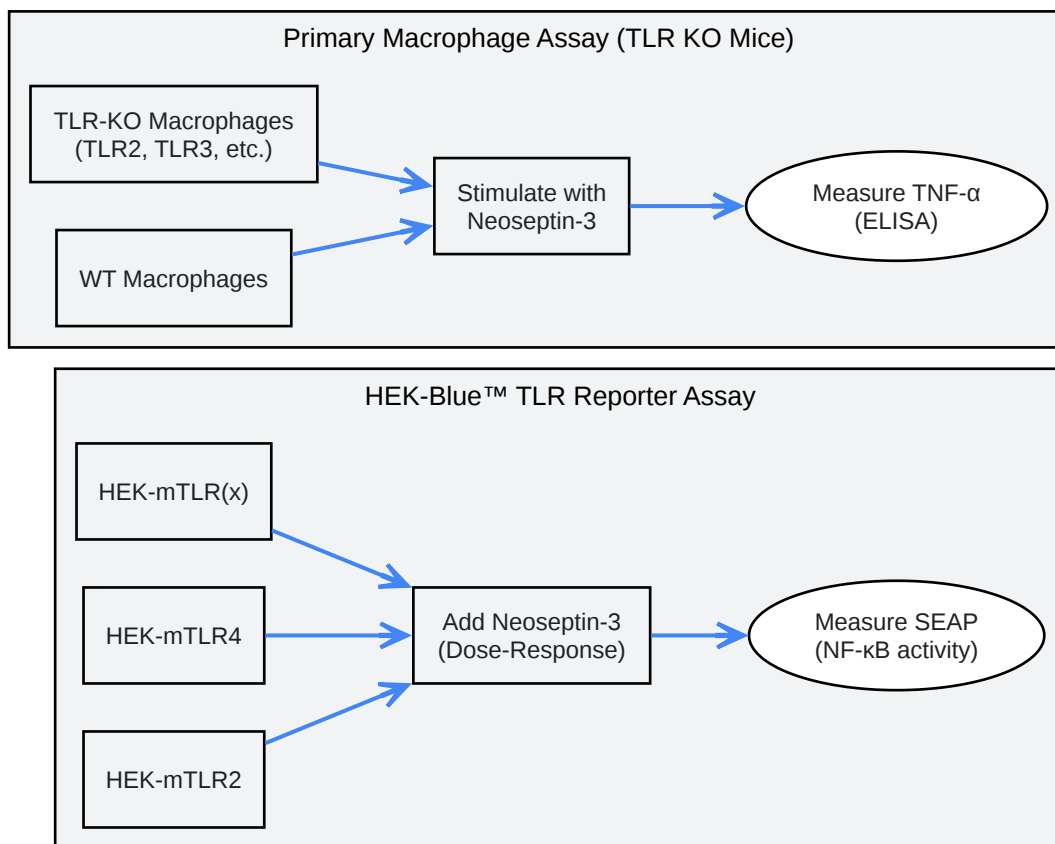 Primary Macrophage Assay (TLR KO Mice)
TLR-KO Macrophages
(TLR2, TLR3, etc.)
WT Macrophages
Stimulate with
Neoseptin-3
Measure TNF-α
(ELISA)
HEK-Blue™ TLR Reporter Assay
HEK-mTLR(x)
HEK-mTLR4
HEK-mTLR2
Add Neoseptin-3
(Dose-Response)
Measure SEAP
(NF-κB activity)